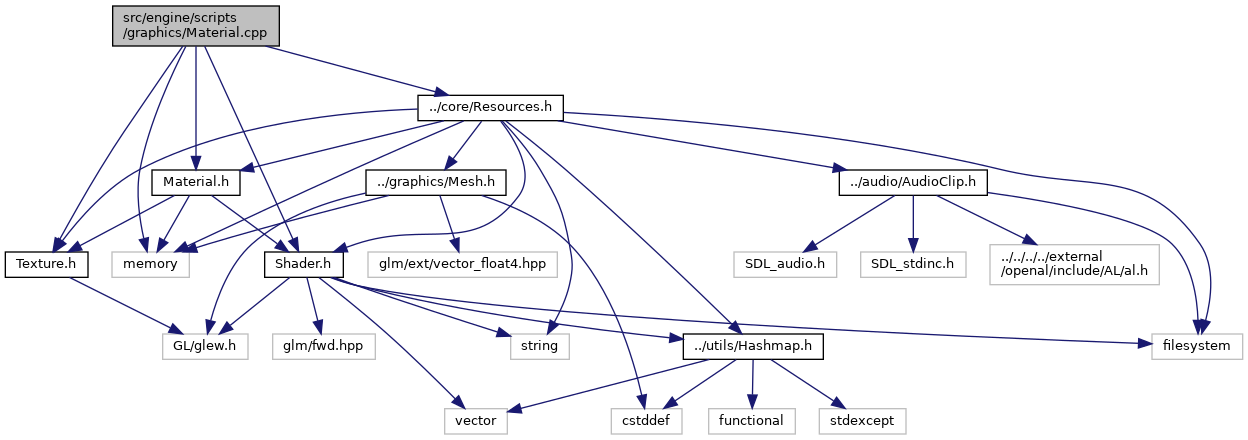 src/engine/scripts
/graphics/Material.cpp
../core/Resources.h
Material.h
../graphics/Mesh.h
../audio/AudioClip.h
Texture.h
memory
Shader.h
glm/ext/vector_float4.hpp
SDL_audio.h
SDL_stdinc.h
../../../../external
/openal/include/AL/al.h
GL/glew.h
glm/fwd.hpp
string
../utils/Hashmap.h
filesystem
vector
cstddef
functional
stdexcept